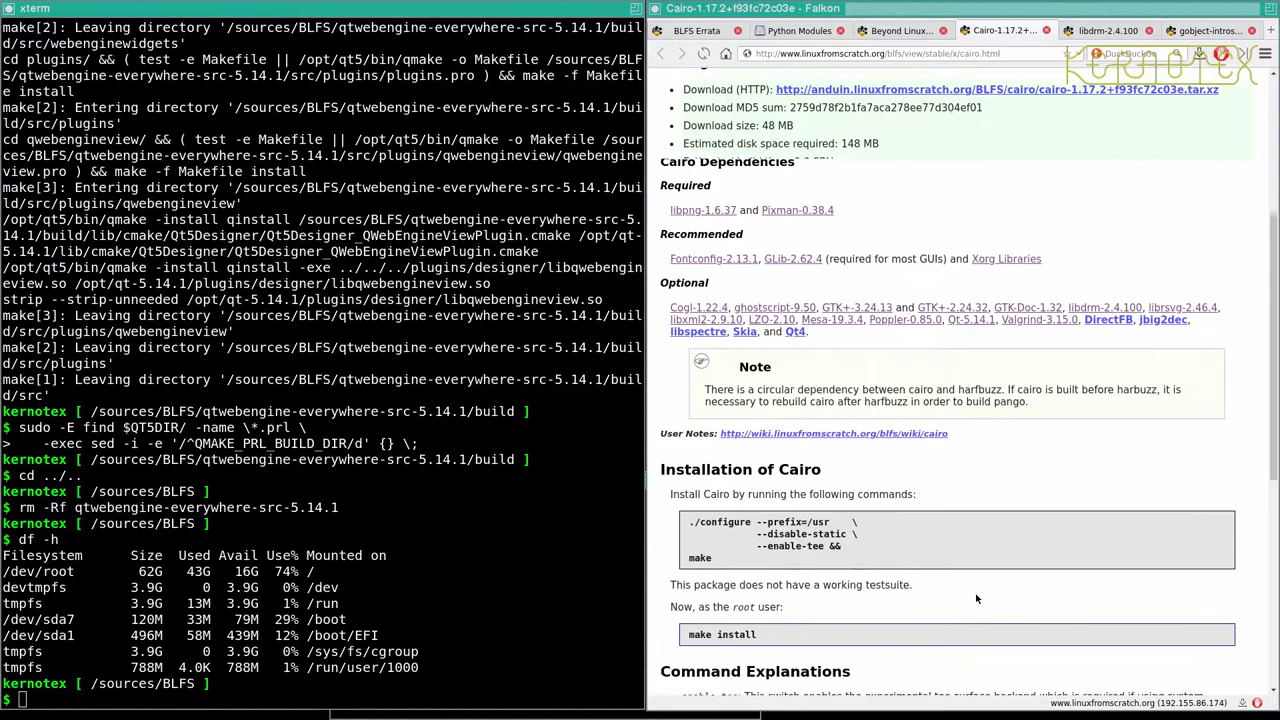 xterm
make[2]: Leaving directory '/sources/BLFS/qtwebengine-everywhere-src-5.14.1/buil
d/src/webenginewidgets'
cd plugins/ && ( test -e Makefile || /opt/qt5/bin/qmake -o Makefile /sources/BLF
S/qtwebengine-everywhere-src-5.14.1/src/plugins/plugins.pro ) && make -f Makefil
e install
make[2]: Entering directory '/sources/BLFS/qtwebengine-everywhere-src-5.14.1/buil
d/src/plugins'
cd qwebengineview/ && ( test -e Makefile || /opt/qt5/bin/qmake -o Makefile /sour
ces/BLFS/qtwebengine-everywhere-src-5.14.1/src/plugins/qwebengineview/qwebengine
view.pro ) && make -f Makefile install
make[3]: Entering directory '/sources/BLFS/qtwebengine-everywhere-src-5.14.1/buil
d/src/plugins/qwebengineview'
/opt/qt5/bin/qmake -install qinstall /sources/BLFS/qtwebengine-everywhere-src-5.
14.1/build/lib/cmake/Qt5Designer/Qt5Designer_QWebEngineViewPlugin.cmake /opt/qt-
5.14.1/lib/cmake/Qt5Designer/Qt5Designer_QWebEngineViewPlugin.cmake
/opt/qt5/bin/qmake -install qinstall -exe ../../../plugins/designer/libqwebengin
eview.so /opt/qt-5.14.1/plugins/designer/libqwebengineview.so
strip --strip-unneeded /opt/qt-5.14.1/plugins/designer/libqwebengineview.so
make[3]: Leaving directory '/sources/BLFS/qtwebengine-everywhere-src-5.14.1/buil
d/src/plugins/qwebengineview'
make[2]: Leaving directory '/sources/BLFS/qtwebengine-everywhere-src-5.14.1/buil
d/src/plugins'
make[1]: Leaving directory '/sources/BLFS/qtwebengine-everywhere-src-5.14.1/buil
d/src'
kernotex [ /sources/BLFS/qtwebengine-everywhere-src-5.14.1/build ]
$ sudo -E find $QT5DIR/ -name \*.prl \
>    -exec sed -i -e '/^QMAKE_PRL_BUILD_DIR/d' {} \;
kernotex [ /sources/BLFS/qtwebengine-everywhere-src-5.14.1/build ]
$ cd ../..
kernotex [ /sources/BLFS ]
$ rm -Rf qtwebengine-everywhere-src-5.14.1
kernotex [ /sources/BLFS ]
$ df -h
Filesystem      Size  Used Avail Use% Mounted on
/dev/root        62G   43G   16G  74% /
devtmpfs        3.9G     0  3.9G   0% /dev
tmpfs           3.9G   13M  3.9G   1% /run
/dev/sda7       120M   33M   79M  29% /boot
/dev/sda1       496M   58M  439M  12% /boot/EFI
tmpfs           3.9G     0  3.9G   0% /sys/fs/cgroup
tmpfs           788M  4.0K  788M   1% /run/user/1000
kernotex [ /sources/BLFS ]
$
Cairo-1.17.2+f93fc72c03e - Falkon
BLFS Errata
Python Modules
Beyond Linux...
Cairo-1.17.2+...
libdrm-2.4.100
gobject-intros...
http://www.linuxfromscratch.org/blfs/view/stable/x/cairo.html
DuckDuckGo
KERNOTEX
Download (HTTP): http://anduin.linuxfromscratch.org/BLFS/cairo/cairo-1.17.2+f93fc72c03e.tar.xz
Download MD5 sum: 2759d78f2b1fa7aca278ee77d304ef01
Download size: 48 MB
Estimated disk space required: 148 MB
Cairo Dependencies
Required
libpng-1.6.37 and Pixman-0.38.4
Recommended
Fontconfig-2.13.1, GLib-2.62.4 (required for most GUIs) and Xorg Libraries
Optional
Cogl-1.22.4, ghostscript-9.50, GTK+-3.24.13 and GTK+-2.24.32, GTK-Doc-1.32, libdrm-2.4.100, librsvg-2.46.4,
libxml2-2.9.10, LZO-2.10, Mesa-19.3.4, Poppler-0.85.0, Qt-5.14.1, Valgrind-3.15.0, DirectFB, jbig2dec,
libspectre, Skia, and Qt4.
Note
There is a circular dependency between cairo and harfbuzz. If cairo is built before harbuzz, it is
necessary to rebuild cairo after harfbuzz in order to build pango.
User Notes: http://wiki.linuxfromscratch.org/blfs/wiki/cairo
Installation of Cairo
Install Cairo by running the following commands:
./configure --prefix=/usr    \
            --disable-static \
            --enable-tee &&
make
This package does not have a working testsuite.
Now, as the root user:
make install
Command Explanations
www.linuxfromscratch.org (192.155.86.174)